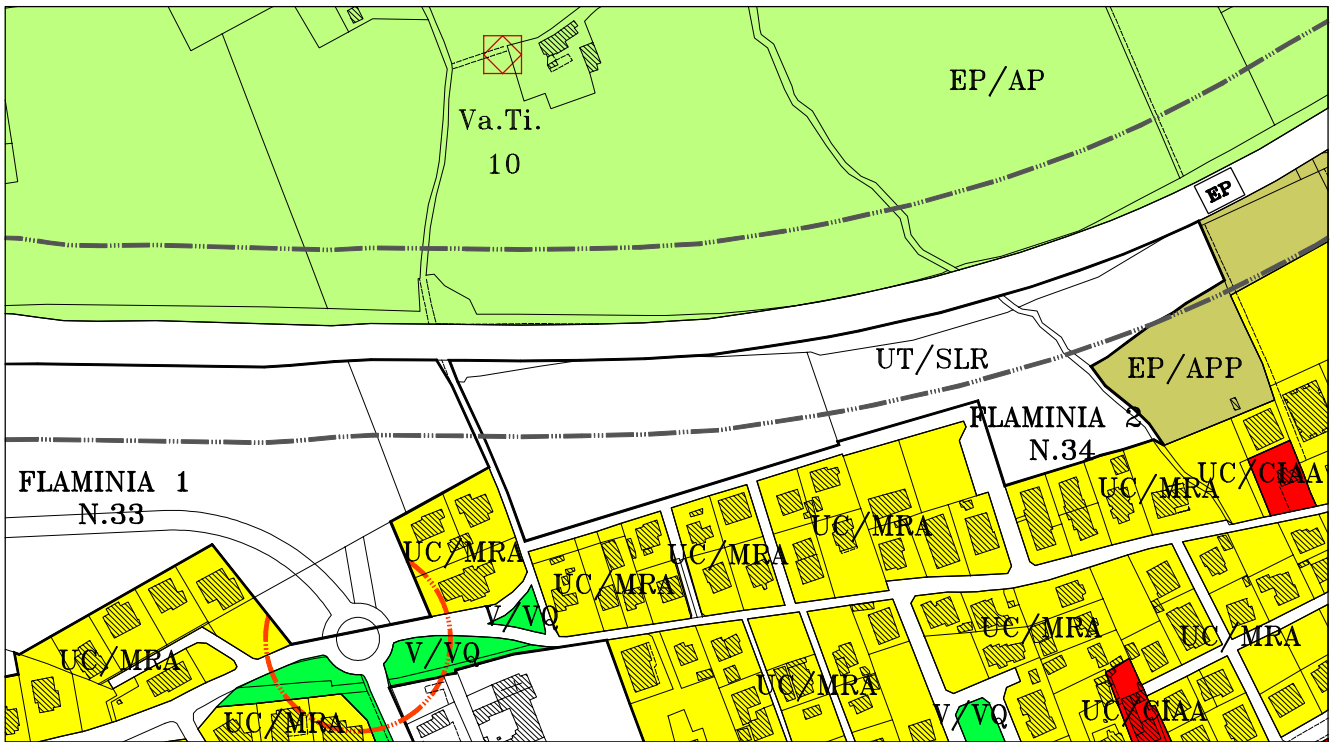 EP/AP
Va.Ti.
10
EP
UT/SLR
EP/APP
FLAMINIA 2
N.34
FLAMINIA 1
N.33
UC/CIAA
UC/MRA
UC/MRA
UC/MRA
UC/MRA
UC/MRA
V/VQ
UC/MRA
UC/MRA
V/VQ
UC/MRA
UC/MRA
V/VQ
UC/CIAA
UC/MRA